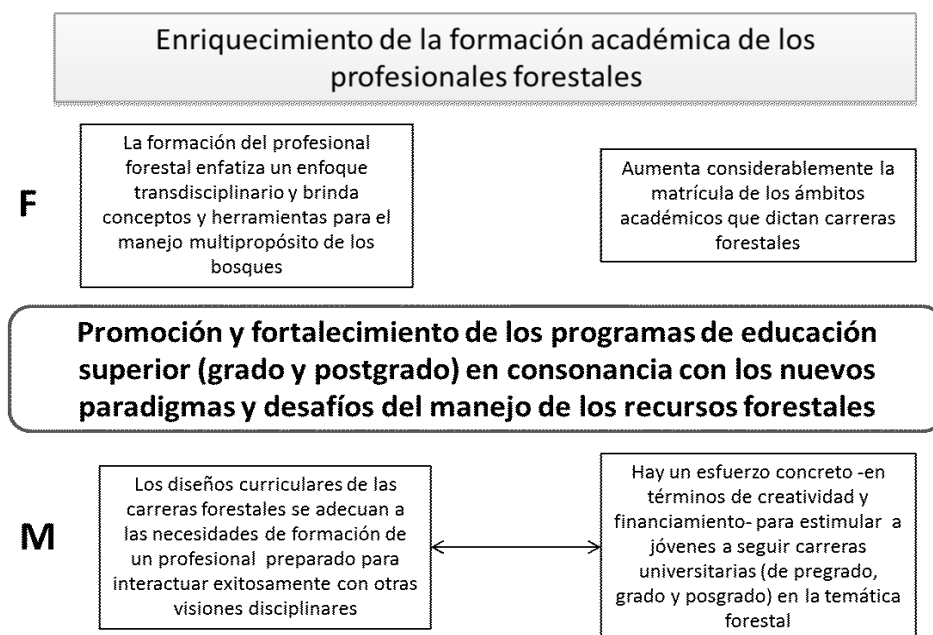 Enriquecimiento de la formación académica de los
profesionales forestales
F
La formación del profesional
forestal enfatiza un enfoque
transdisciplinario y brinda
conceptos y herramientas para el
manejo multipropósito de los
bosques
Aumenta considerablemente la
matrícula de los ámbitos
académicos que dictan carreras
forestales
Promoción y fortalecimiento de los programas de educación
superior (grado y postgrado) en consonancia con los nuevos
paradigmas y desafíos del manejo de los recursos forestales
M
Los diseños curriculares de las
carreras forestales se adecuan a
las necesidades de formación de
un profesional preparado para
interactuar exitosamente con otras
visiones disciplinares
Hay un esfuerzo concreto -en
términos de creatividad y
financiamiento- para estimular a
jóvenes a seguir carreras
universitarias (de pregrado,
grado y posgrado) en la temática
forestal